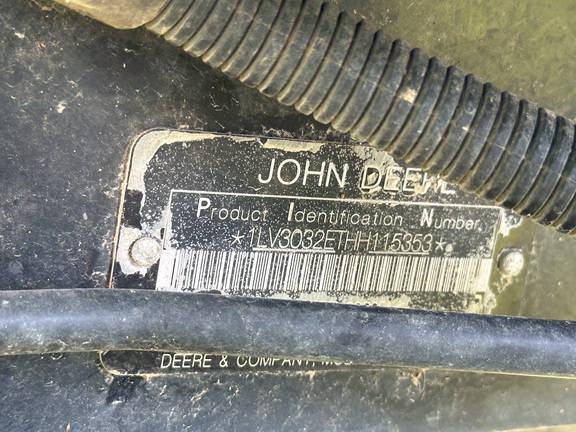 JOHN DEERE
Product Identification Number
*1LV3032ETHH115353*
DEERE & COMPANY,